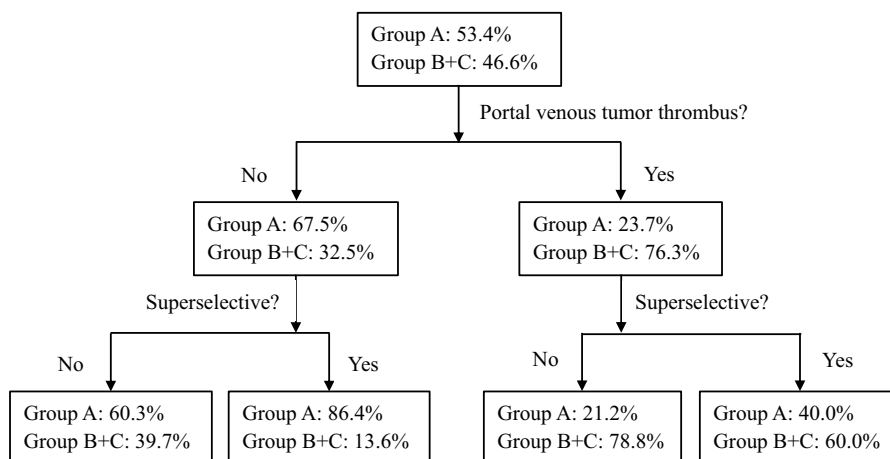 Group A: 53.4%
Group B+C: 46.6%
Portal venous tumor thrombus?
No
Yes
Group A: 67.5%
Group B+C: 32.5%
Group A: 23.7%
Group B+C: 76.3%
Superselective?
Superselective?
No
Yes
No
Yes
Group A: 60.3%
Group B+C: 39.7%
Group A: 86.4%
Group B+C: 13.6%
Group A: 21.2%
Group B+C: 78.8%
Group A: 40.0%
Group B+C: 60.0%